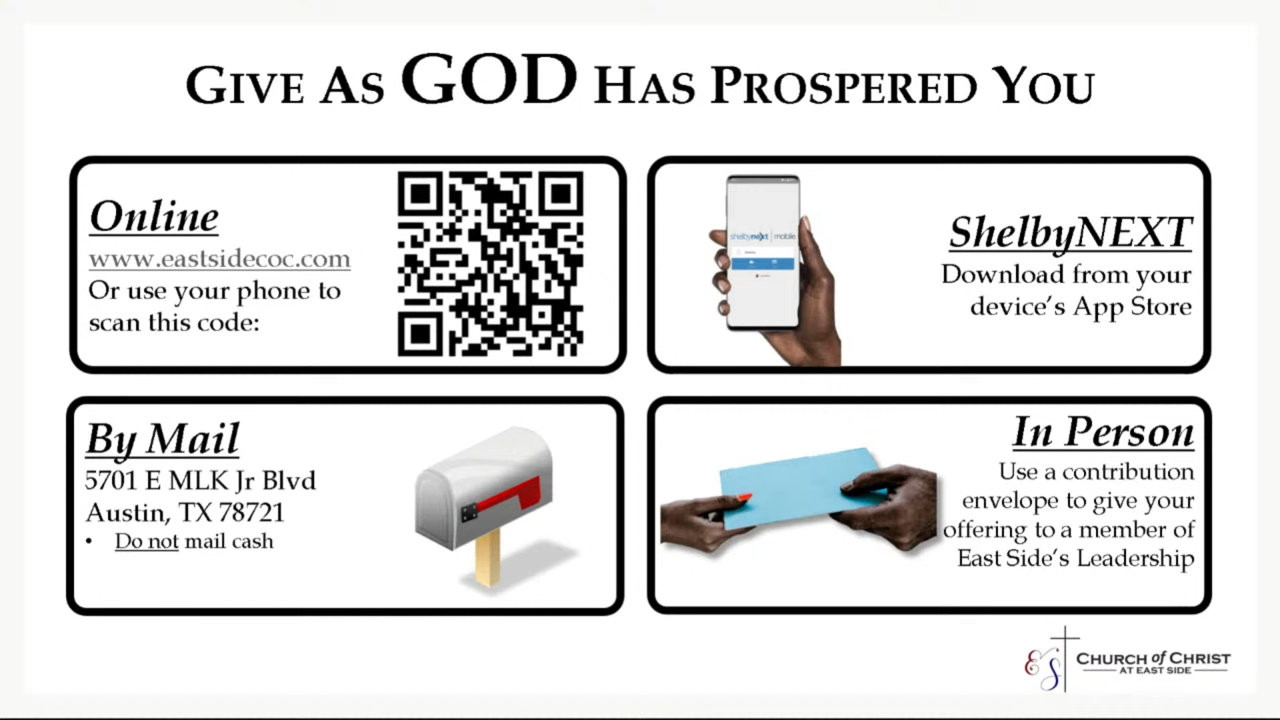 GIVE AS GOD HAS PROSPERED YOU
Online
www.eastsidecoc.com
Or use your phone to
scan this code:
shelbynext | mobile
ShelbyNEXT
Download from your
device's App Store
By Mail
5701 E MLK Jr Blvd
Austin, TX 78721
• Do not mail cash
In Person
Use a contribution
envelope to give your
offering to a member of
East Side's Leadership
ES
CHURCH of CHRIST
AT EAST SIDE